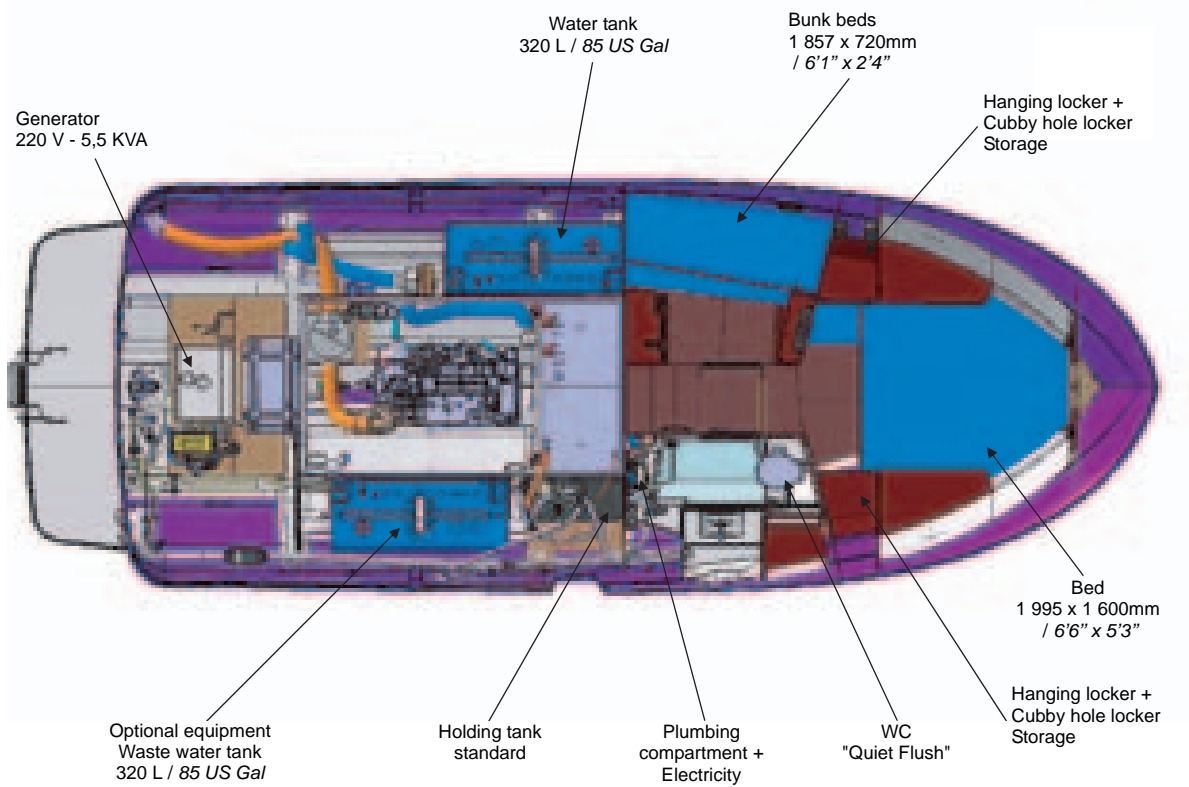 Water tank
320 L / 85 US Gal
Bunk beds
1 857 x 720mm
/ 6’1” x 2’4”
Hanging locker +
Cubby hole locker
Storage
Generator
220 V - 5,5 KVA
Bed
1 995 x 1 600mm
/ 6’6” x 5’3”
Hanging locker +
Cubby hole locker
Storage
Optional equipment
Waste water tank
320 L / 85 US Gal
Holding tank
standard
Plumbing
compartment +
Electricity
WC
"Quiet Flush"